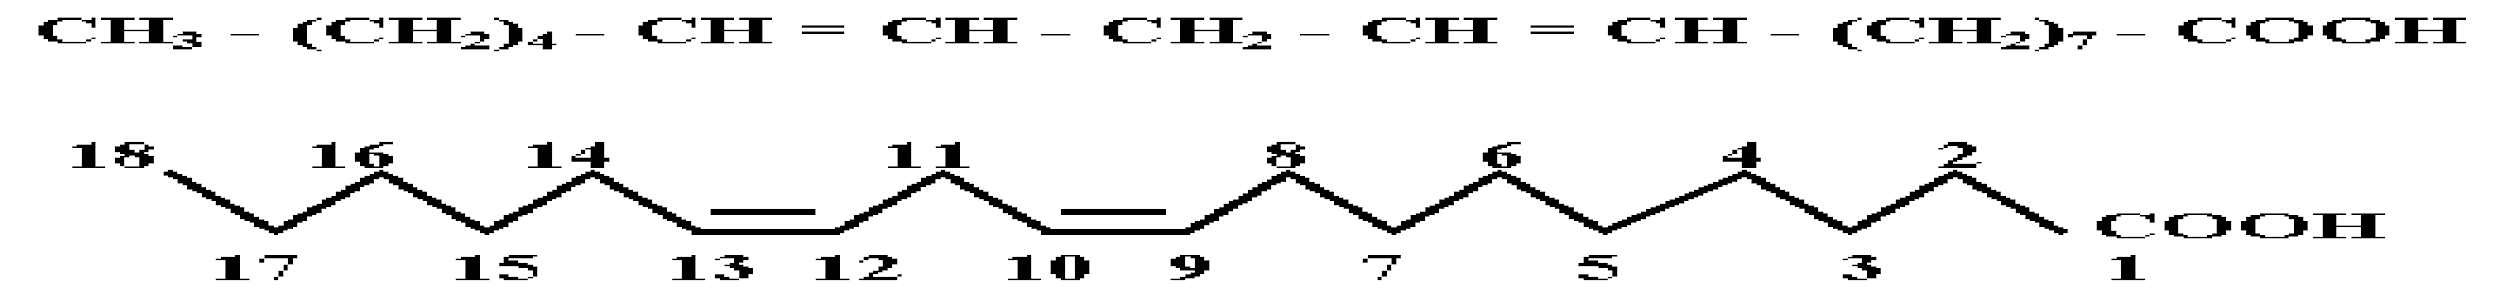 CH₃ – (CH₂)₄ – CH = CH – CH₂ – CH = CH – (CH₂)₇ – COOH
18 16 14 11 8 6 4 2
COOH
17 15 13 12 10 9 7 5 3 1